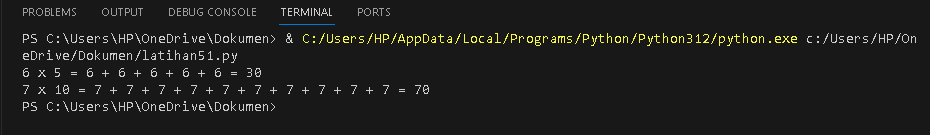 PROBLEMS OUTPUT DEBUG CONSOLE TERMINAL PORTS
PS C:\Users\HP\OneDrive\Dokumen> & C:/Users/HP/AppData/Local/Programs/Python/Python312/python.exe c:/Users/HP/On
eDrive/Dokumen/latihan51.py
6 x 5 = 6 + 6 + 6 + 6 + 6 = 30
7 x 10 = 7 + 7 + 7 + 7 + 7 + 7 + 7 + 7 + 7 + 7 = 70
PS C:\Users\HP\OneDrive\Dokumen>